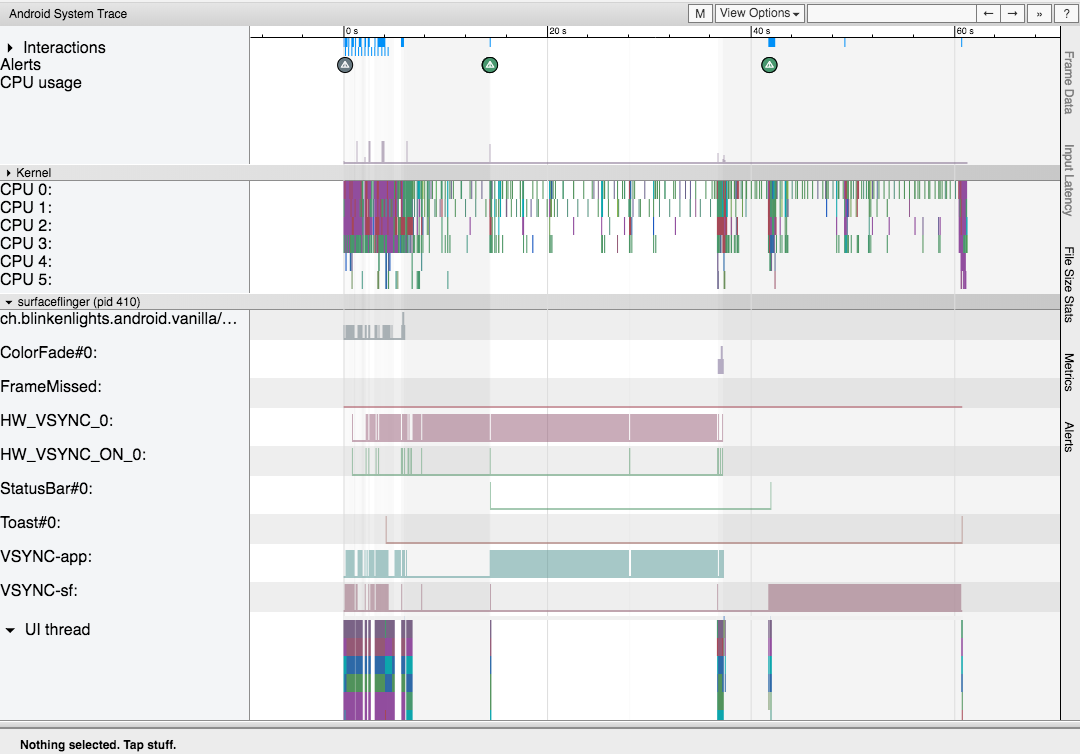 Android System Trace
M
View Options
←
→
»
?
0 s
20 s
40 s
60 s
Interactions
Alerts
CPU usage
Kernel
CPU 0:
CPU 1:
CPU 2:
CPU 3:
CPU 4:
CPU 5:
surfaceflinger (pid 410)
ch.blinkenlights.android.vanilla/...
ColorFade#0:
FrameMissed:
HW_VSYNC_0:
HW_VSYNC_ON_0:
StatusBar#0:
Toast#0:
VSYNC-app:
VSYNC-sf:
UI thread
Frame Data
Input Latency
File Size Stats
Metrics
Alerts
Nothing selected. Tap stuff.